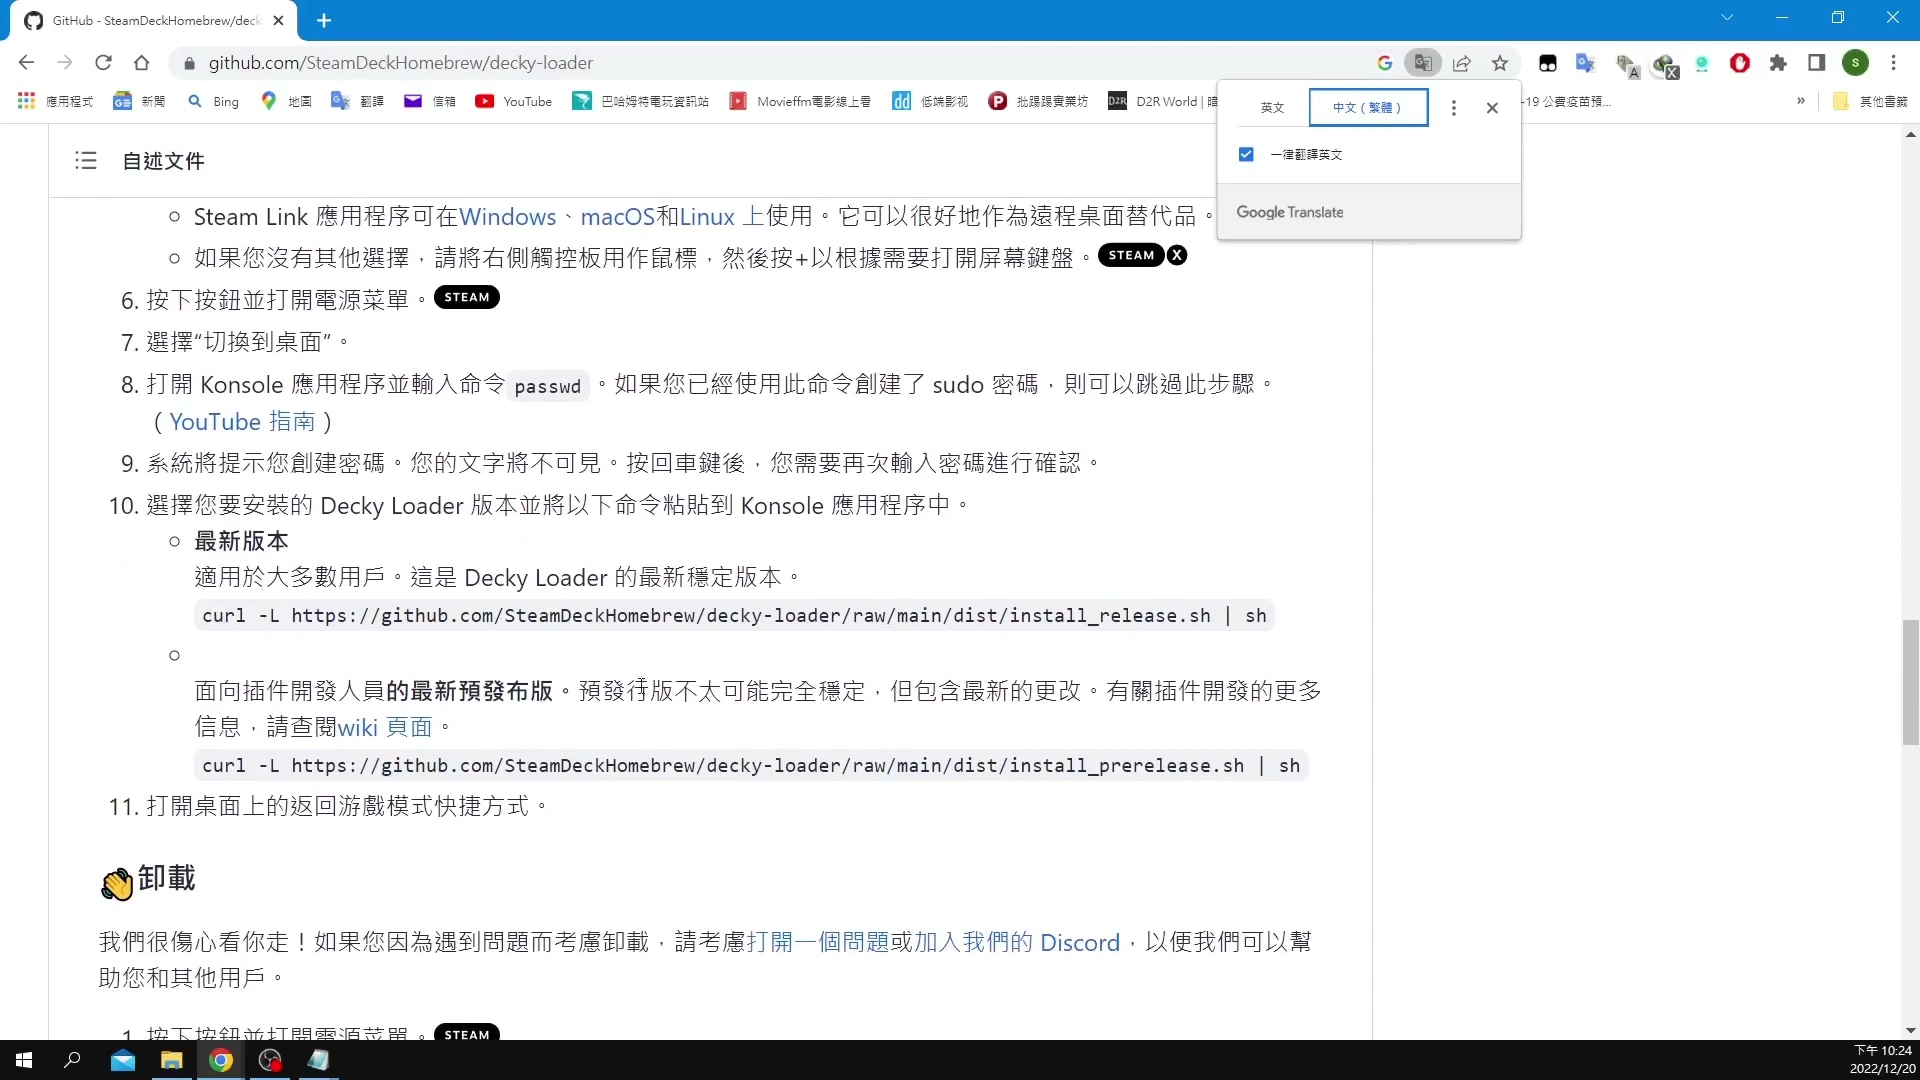 GitHub - SteamDeckHomebrew/deck
github.com/SteamDeckHomebrew/decky-loader
S
應用程式 新聞 Bing 地圖 翻譯 信箱 YouTube 巴哈姆特電玩資訊站 Movieffm電影線上看 低端影視 批踢踢實業坊 D2R World | 暗 -19 公費疫苗預... » 其他書籤
英文 中文（繁體）
一律翻譯英文
Google Translate
自述文件
Steam Link 應用程序可在Windows、macOS和Linux 上使用。它可以很好地作為遠程桌面替代品。
如果您沒有其他選擇，請將右側觸控板用作鼠標，然後按+以根據需要打開屏幕鍵盤。STEAM X
6. 按下按鈕並打開電源菜單。STEAM
7. 選擇“切換到桌面”。
8. 打開 Konsole 應用程序並輸入命令 passwd 。如果您已經使用此命令創建了 sudo 密碼，則可以跳過此步驟。
（YouTube 指南）
9. 系統將提示您創建密碼。您的文字將不可見。按回車鍵後，您需要再次輸入密碼進行確認。
10. 選擇您要安裝的 Decky Loader 版本並將以下命令粘貼到 Konsole 應用程序中。
最新版本
適用於大多數用戶。這是 Decky Loader 的最新穩定版本。
curl -L https://github.com/SteamDeckHomebrew/decky-loader/raw/main/dist/install_release.sh | sh
面向插件開發人員的最新預發布版。預發行版不太可能完全穩定，但包含最新的更改。有關插件開發的更多
信息，請查閱wiki 頁面。
curl -L https://github.com/SteamDeckHomebrew/decky-loader/raw/main/dist/install_prerelease.sh | sh
11. 打開桌面上的返回游戲模式快捷方式。
卸載
我們很傷心看你走！如果您因為遇到問題而考慮卸載，請考慮打開一個問題或加入我們的 Discord，以便我們可以幫
助您和其他用戶。
1. 按下按鈕並打開電源菜單。STEAM
下午 10:24
2022/12/20